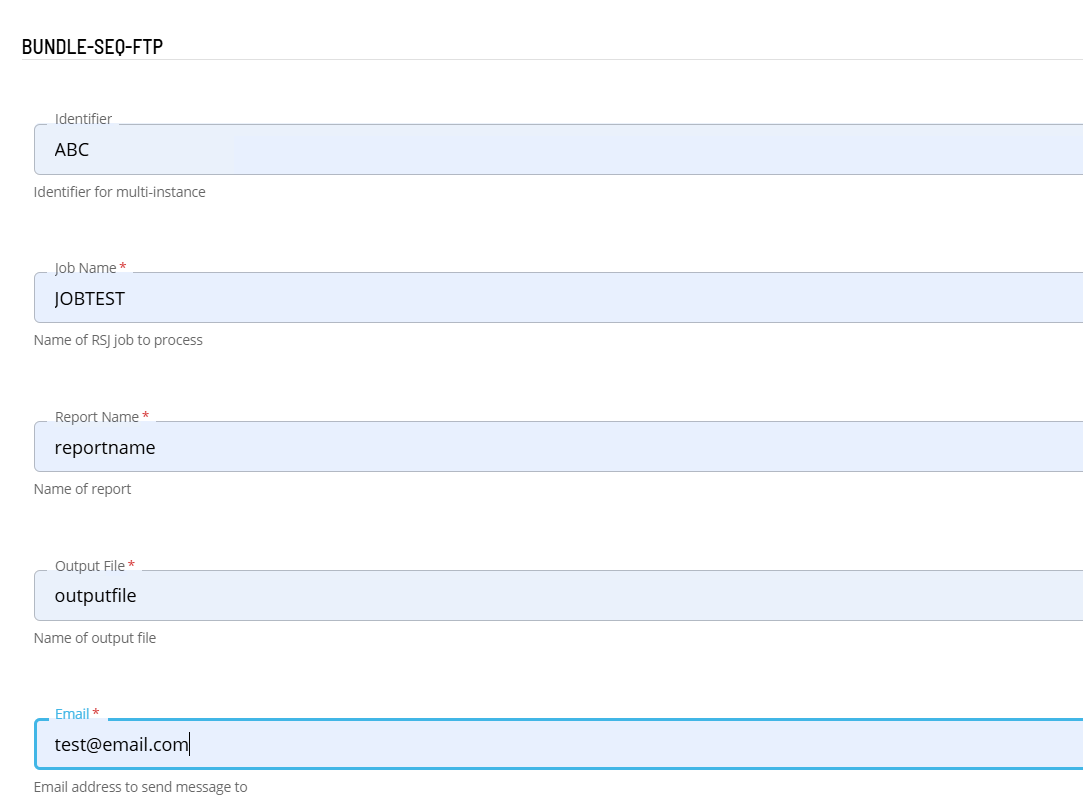 BUNDLE-SEQ-FTP
Identifier
ABC
Identifier for multi-instance
Job Name *
JOBTEST
Name of RSJ job to process
Report Name *
reportname
Name of report
Output File *
outputfile
Name of output file
Email *
test@email.com
Email address to send message to